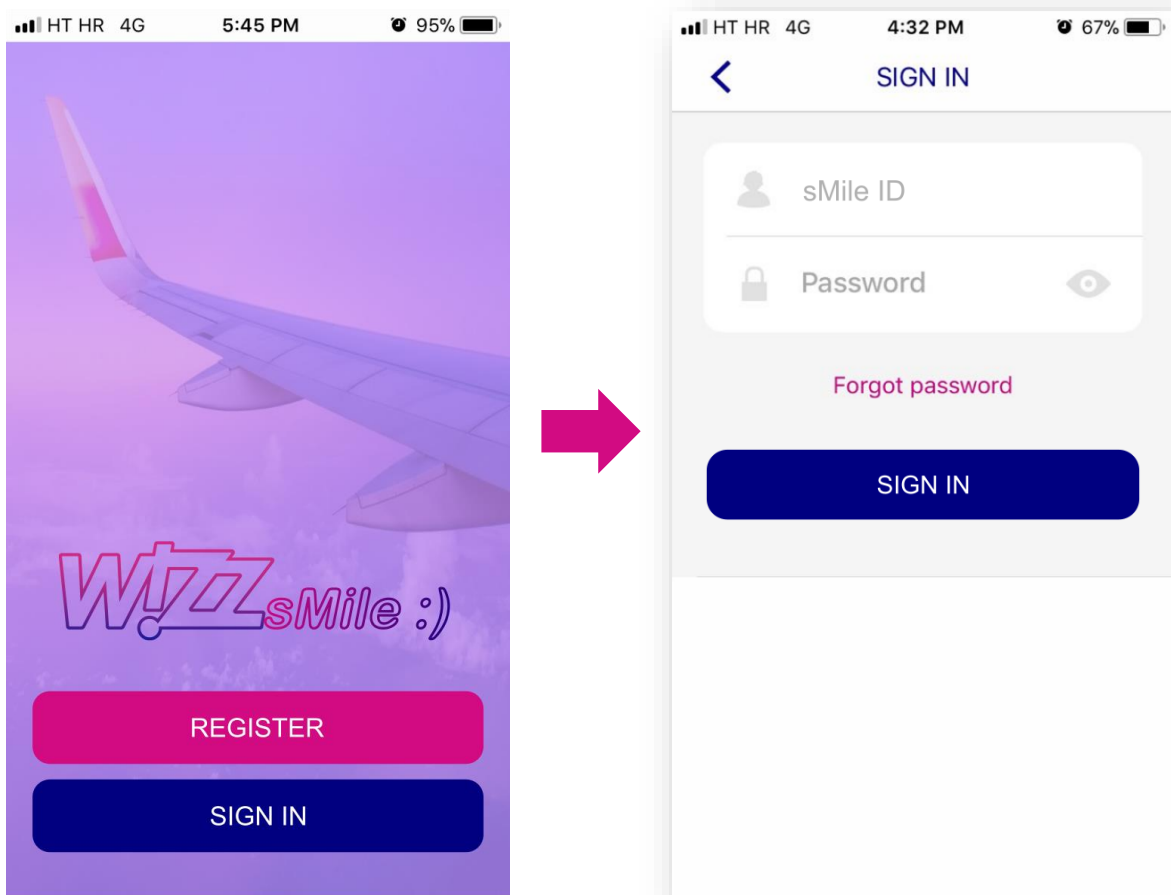 HT HR 4G 5:45 PM 95%
Wizz sMile :)
REGISTER
SIGN IN
HT HR 4G 4:32 PM 67%
SIGN IN
sMile ID
Password
Forgot password
SIGN IN